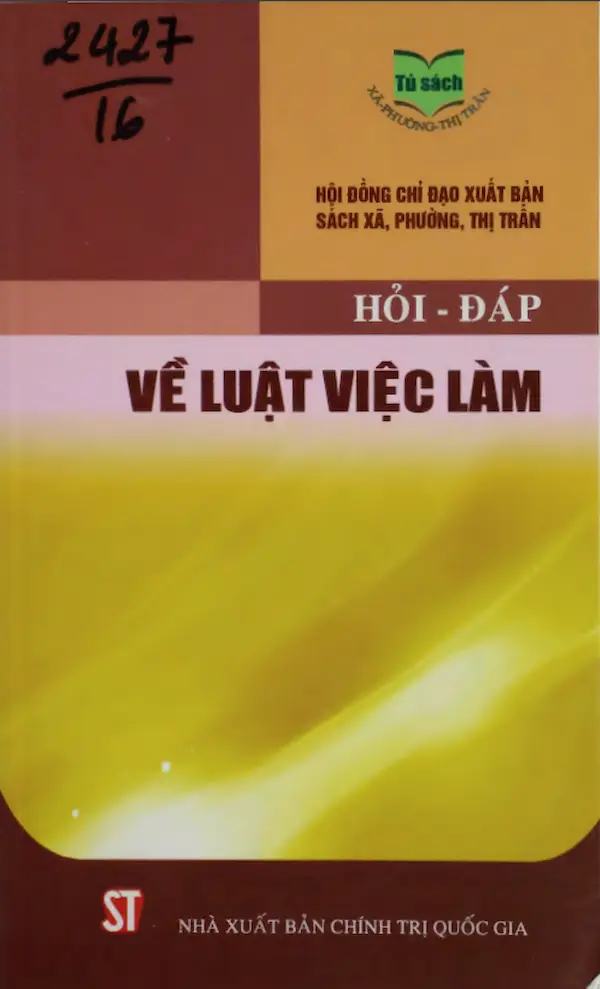 2427
16
Tủ sách
XÃ-PHƯỜNG-THỊ TRẤN
HỘI ĐỒNG CHỈ ĐẠO XUẤT BẢN
SÁCH XÃ, PHƯỜNG, THỊ TRẤN
HỎI - ĐÁP
VỀ LUẬT VIỆC LÀM
ST
NHÀ XUẤT BẢN CHÍNH TRỊ QUỐC GIA